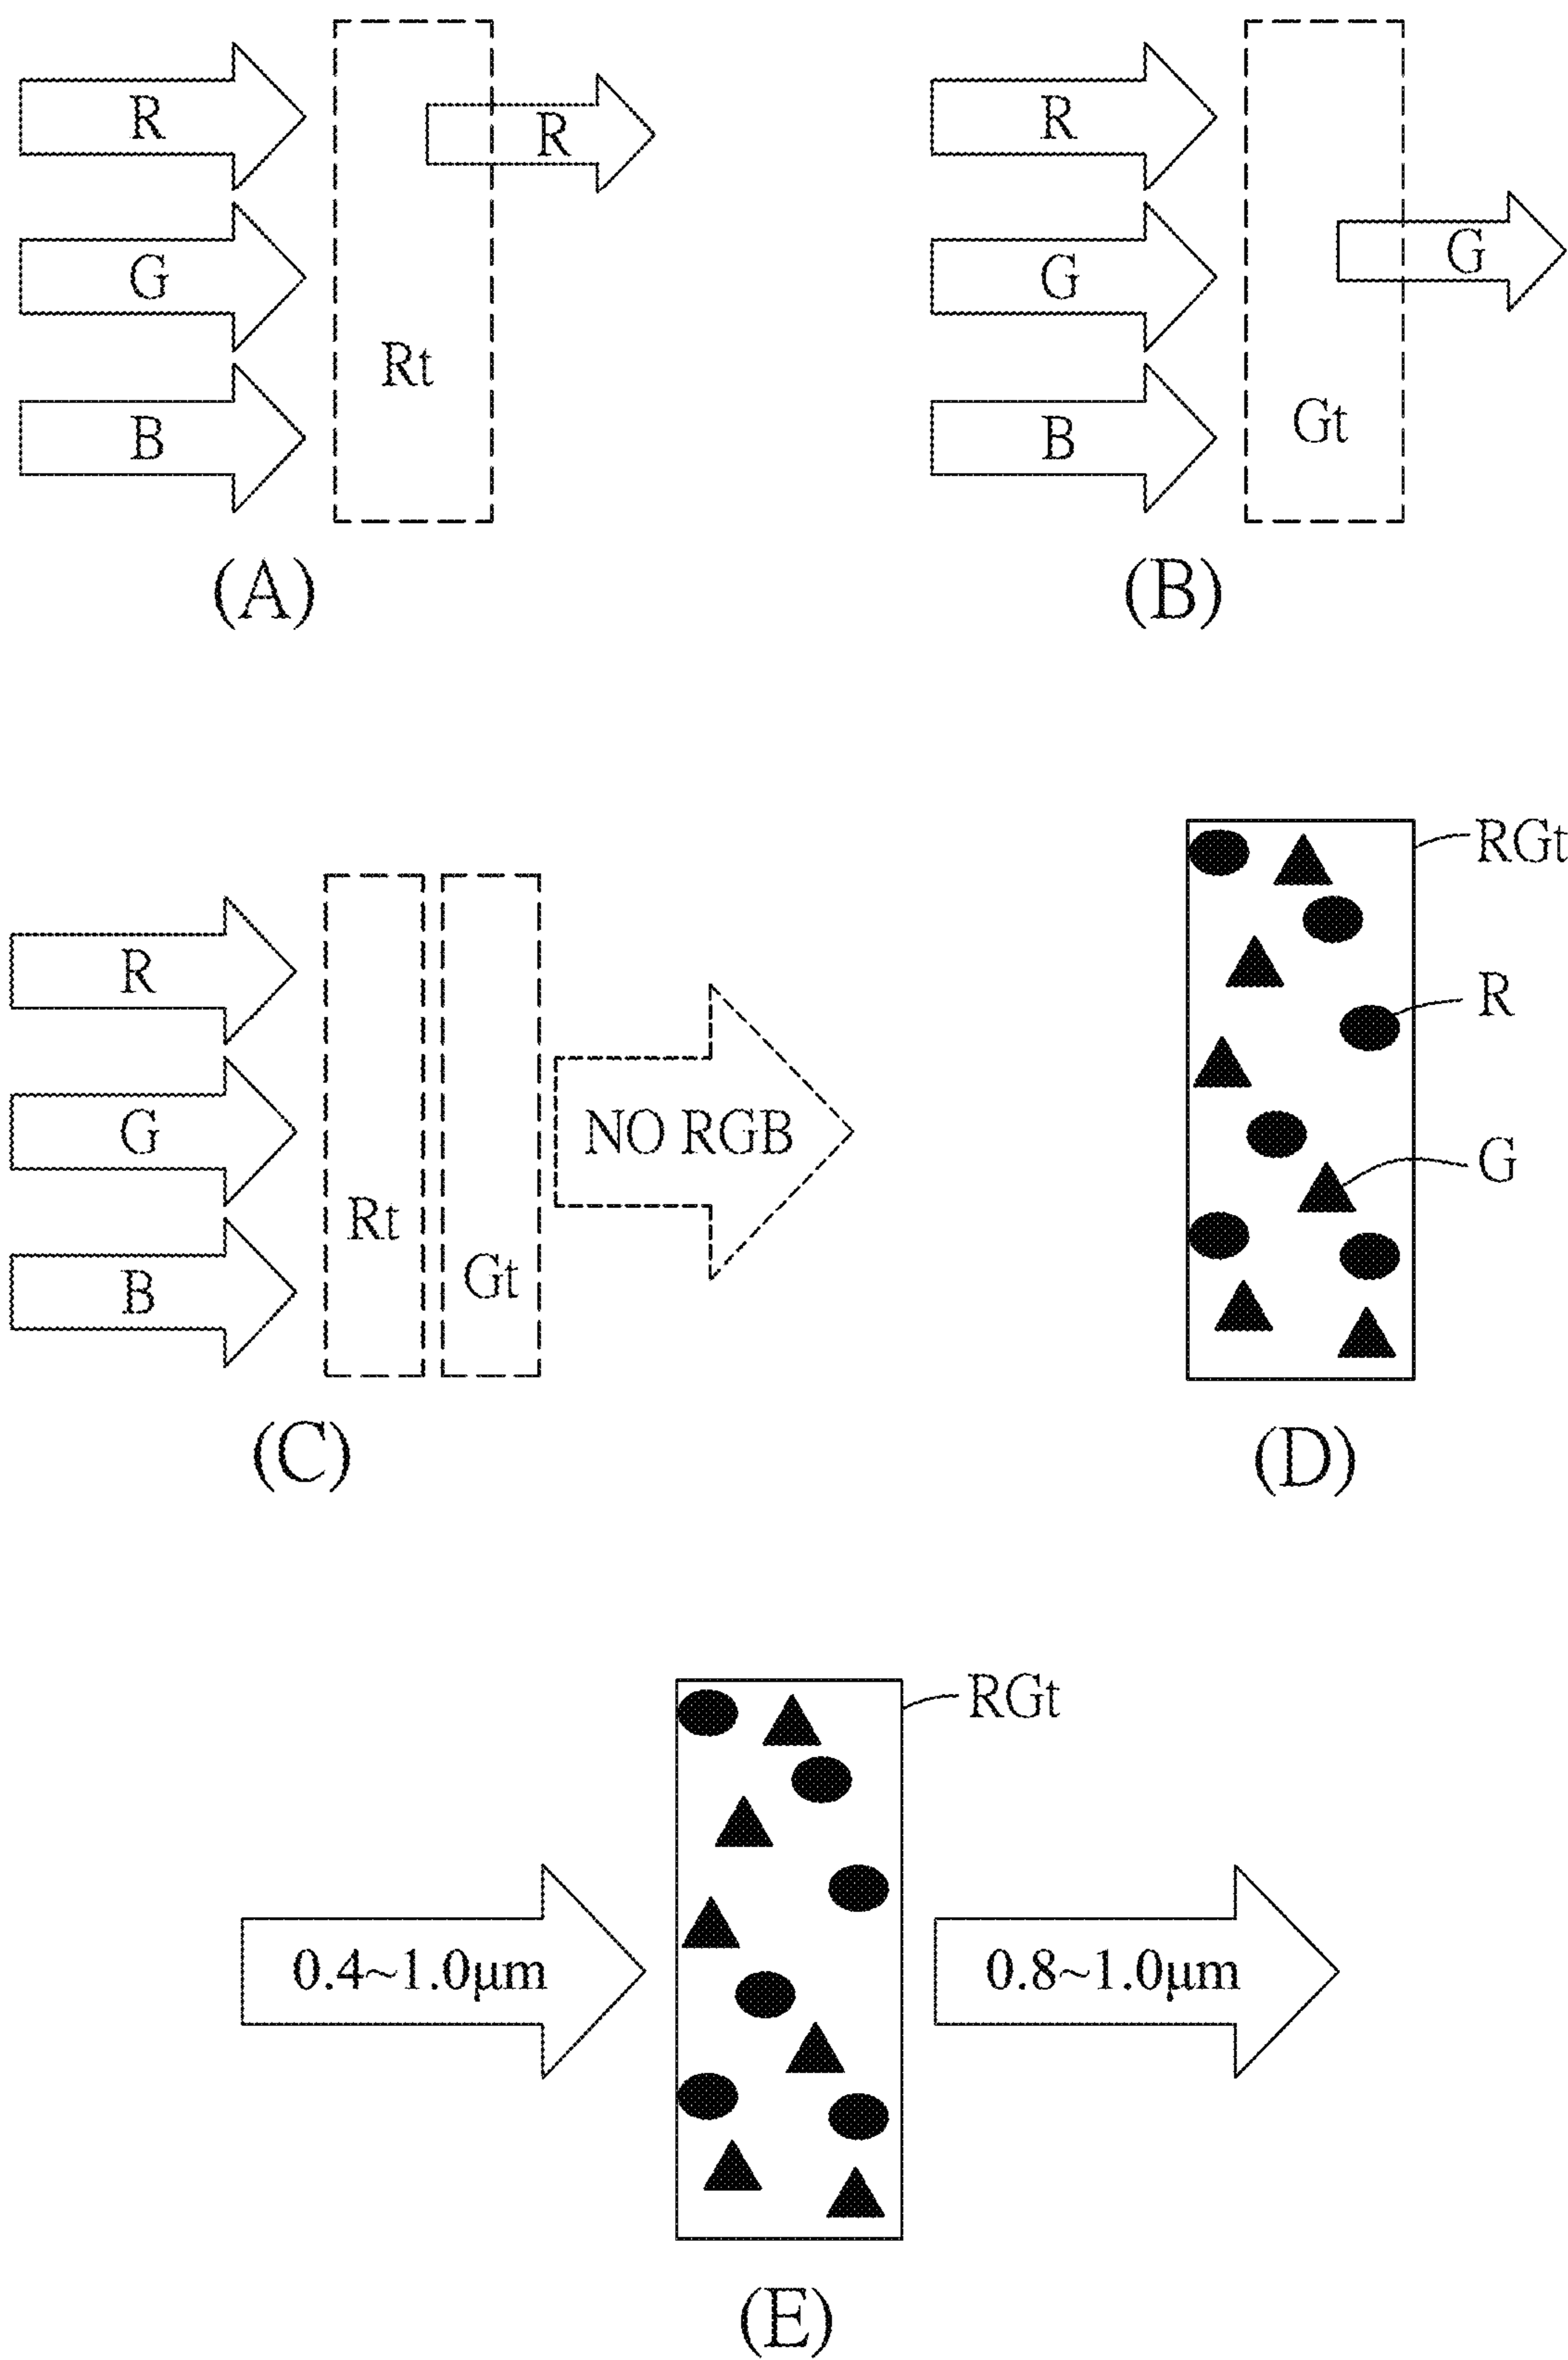 R
R
G
Rt
B
(A)
R
G
G
Gt
B
(B)
R
G
B
Rt
Gt
NO RGB
(C)
RGt
R
G
(D)
RGt
0.4~1.0μm
0.8~1.0μm
(E)